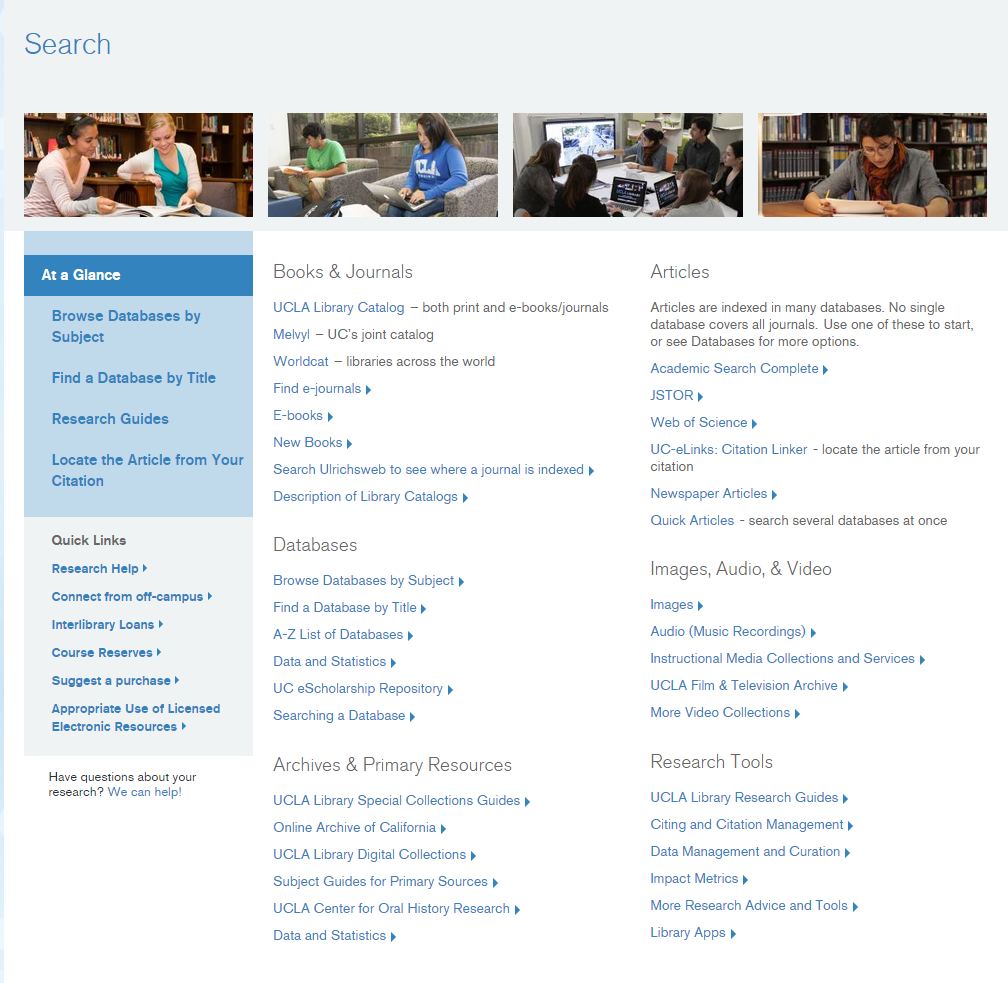 Search
UCLA
At a Glance
Browse Databases by
Subject
Find a Database by Title
Research Guides
Locate the Article from Your
Citation
Quick Links
Research Help
Connect from off-campus
Interlibrary Loans
Course Reserves
Suggest a purchase
Appropriate Use of Licensed
Electronic Resources
Have questions about your
research? We can help!
Books & Journals
UCLA Library Catalog – both print and e-books/journals
Melvyl – UC's joint catalog
Worldcat – libraries across the world
Find e-journals
E-books
New Books
Search Ulrichsweb to see where a journal is indexed
Description of Library Catalogs
Databases
Browse Databases by Subject
Find a Database by Title
A-Z List of Databases
Data and Statistics
UC eScholarship Repository
Searching a Database
Archives & Primary Resources
UCLA Library Special Collections Guides
Online Archive of California
UCLA Library Digital Collections
Subject Guides for Primary Sources
UCLA Center for Oral History Research
Data and Statistics
Articles
Articles are indexed in many databases. No single
database covers all journals. Use one of these to start,
or see Databases for more options.
Academic Search Complete
JSTOR
Web of Science
UC-eLinks: Citation Linker - locate the article from your
citation
Newspaper Articles
Quick Articles - search several databases at once
Images, Audio, & Video
Images
Audio (Music Recordings)
Instructional Media Collections and Services
UCLA Film & Television Archive
More Video Collections
Research Tools
UCLA Library Research Guides
Citing and Citation Management
Data Management and Curation
Impact Metrics
More Research Advice and Tools
Library Apps